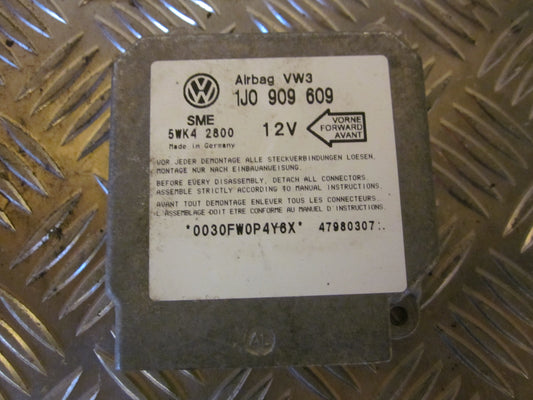 Airbag VW3
1J0 909 609
SME
5WK4 2800
Made in Germany
12V
VORNE
FORWARD
AVANT
VOR JEDER DEMONTAGE ALLE STECKVERBINDUNGEN LOESEN,
MONTAGE NUR NACH EINBAUANWEISUNG.
BEFORE EVERY DISASSEMBLY, DETACH ALL CONNECTORS.
ASSEMBLE STRICTLY ACCORDING TO MANUAL INSTRUCTIONS.
AVANT TOUT DEMONTAGE ENLEVER TOUS LES CONNECTEURS.
L'ASSEMBLAGE DOIT ETRE CONFORME AU MANUEL D'INSTRUCTIONS.
*0030FW0P4Y6X* 47980307:.
AL